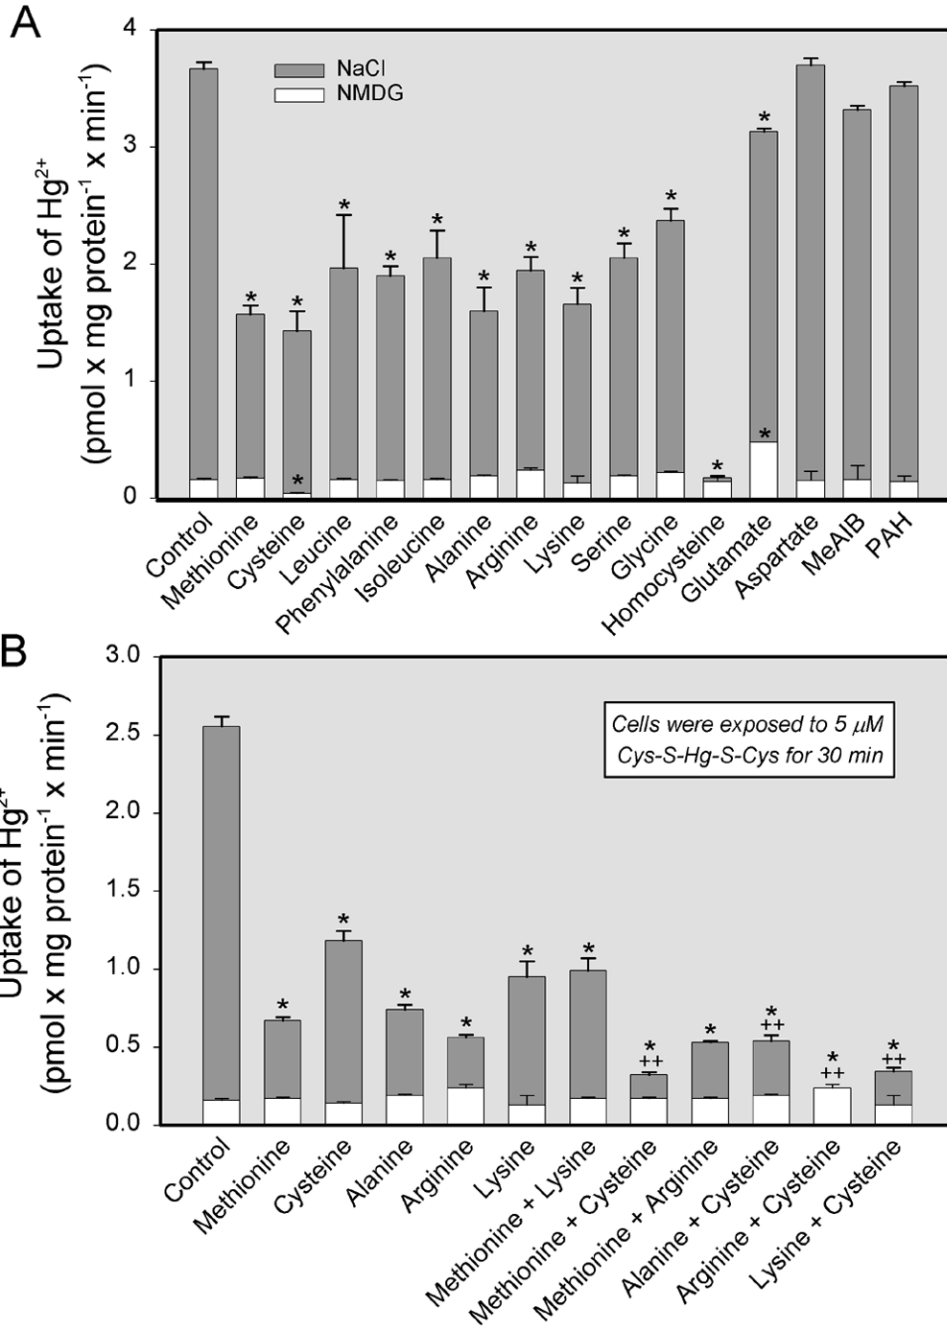 A
4
3
2
1
0
Uptake of Hg²⁺
(pmol x mg protein⁻¹ x min⁻¹)
NaCl
NMDG
* * * * * * * * * * * * * * *
Control
Methionine
Cysteine
Leucine
Phenylalanine
Isoleucine
Alanine
Arginine
Lysine
Serine
Glycine
Homocysteine
Glutamate
Aspartate
MeAIB
PAH
B
3.0
2.5
2.0
1.5
1.0
0.5
0.0
Uptake of Hg²⁺
(pmol x mg protein⁻¹ x min⁻¹)
Cells were exposed to 5 µM
Cys-S-Hg-S-Cys for 30 min
* * * * * * * * * * *
++ ++ ++ ++
Control
Methionine
Cysteine
Alanine
Arginine
Lysine
Methionine + Lysine
Methionine + Cysteine
Methionine + Arginine
Alanine + Cysteine
Arginine + Cysteine
Lysine + Cysteine